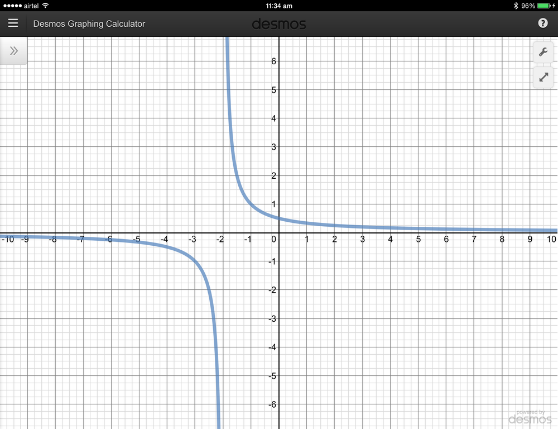 ●●●●● airtel 11:34 am 96%
Desmos Graphing Calculator desmos ?
»
6
5
4
3
2
1
-10 -9 -8 -7 -6 -5 -4 -3 -2 -1 0 1 2 3 4 5 6 7 8 9 10
-1
-2
-3
-4
-5
-6
powered by
desmos